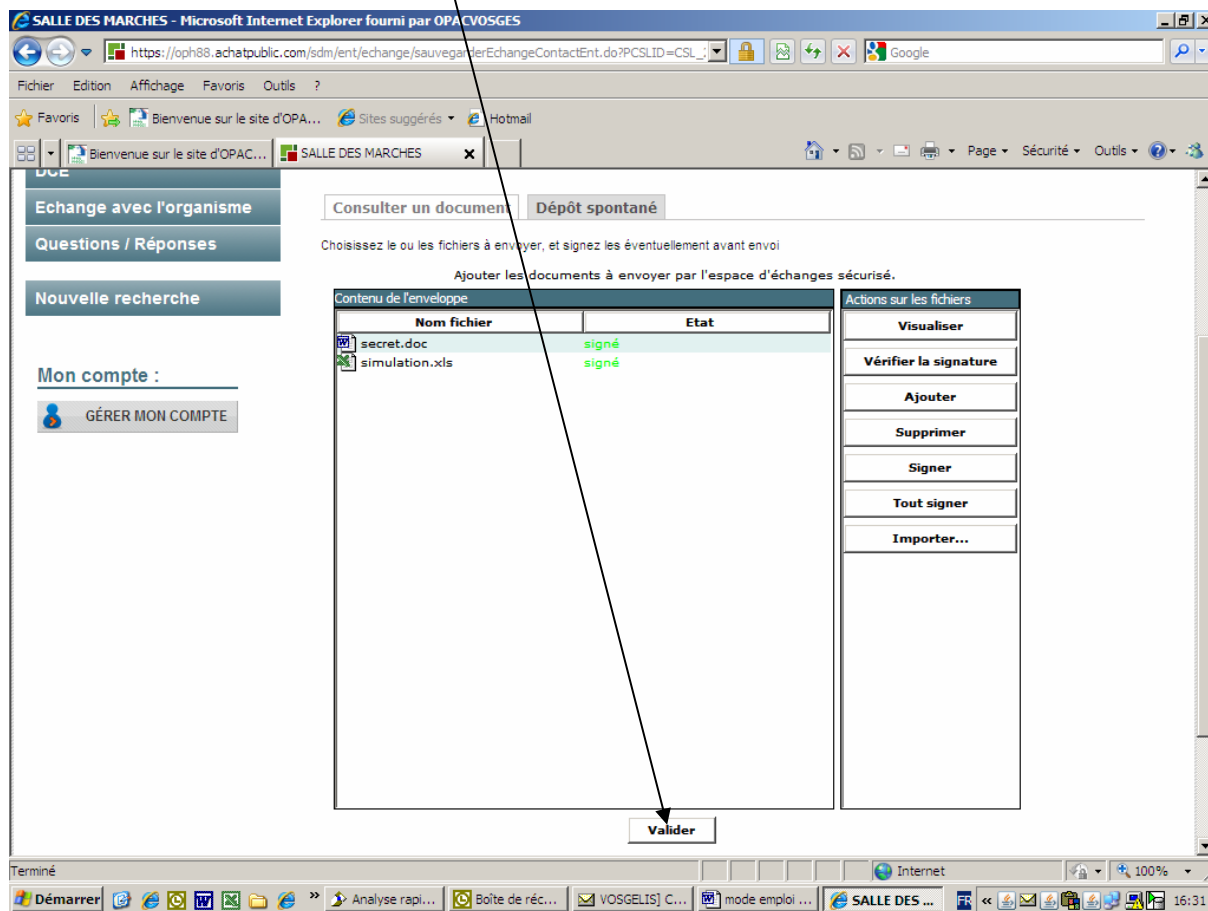 SALLE DES MARCHES - Microsoft Internet Explorer fourni par OPACVOSGES
https://oph88.achatpublic.com/sdm/ent/echange/sauvegarderEchangeContactEnt.do?PCSLID=CSL_
Google
Fichier Edition Affichage Favoris Outils ?
Favoris Bienvenue sur le site d'OPA... Sites suggérés Hotmail
Bienvenue sur le site d'OPAC... SALLE DES MARCHES Page Sécurité Outils
DCE
Echange avec l'organisme
Questions / Réponses
Nouvelle recherche
Mon compte :
GÉRER MON COMPTE
Consulter un document Dépôt spontané
Choisissez le ou les fichiers à envoyer, et signez les éventuellement avant envoi
Ajouter les documents à envoyer par l'espace d'échanges sécurisé.
Contenu de l'enveloppe
Nom fichier Etat
secret.doc signé
simulation.xls signé
Actions sur les fichiers
Visualiser
Vérifier la signature
Ajouter
Supprimer
Signer
Tout signer
Importer...
Valider
Terminé Internet 100%
Démarrer » Analyse rapi... Boîte de réc... VOSGELIS] C... mode emploi ... SALLE DES ... FR « 16:31